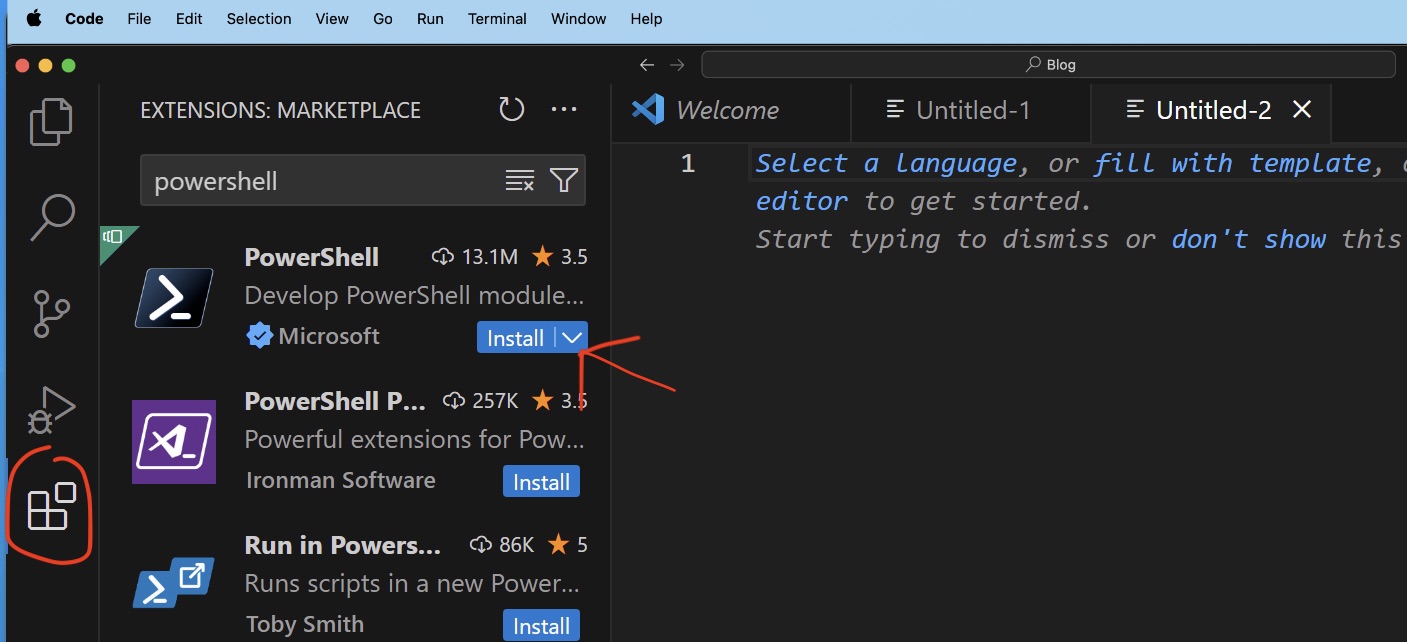 Code File Edit Selection View Go Run Terminal Window Help
Blog
EXTENSIONS: MARKETPLACE
Welcome Untitled-1 Untitled-2
powershell
1 Select a language, or fill with template,
editor to get started.
Start typing to dismiss or don't show this
PowerShell 13.1M 3.5
Develop PowerShell module...
Microsoft Install
PowerShell P... 257K 3.5
Powerful extensions for Pow...
Ironman Software Install
Run in Powers... 86K 5
Runs scripts in a new Power...
Toby Smith Install